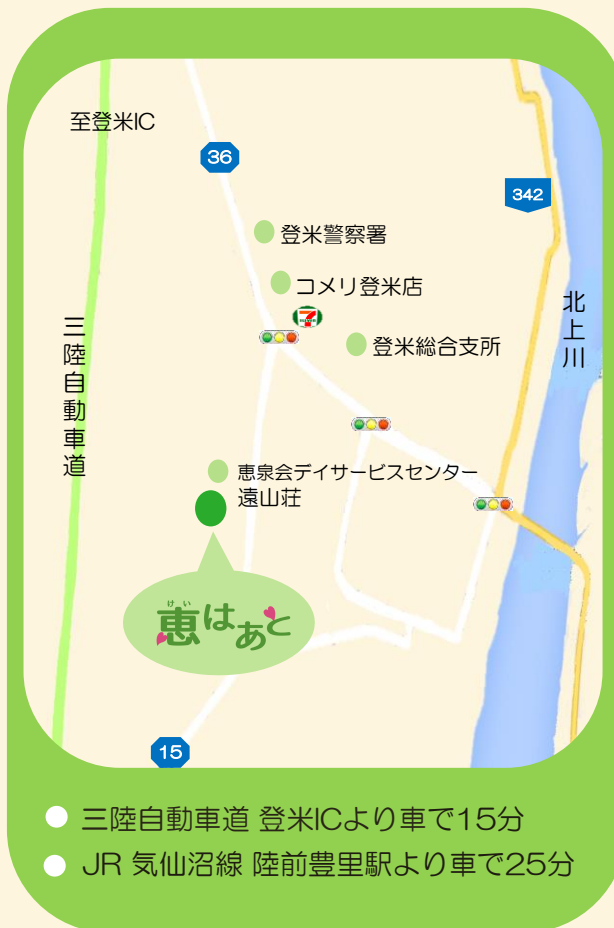 至登米IC
36
342
登米警察署
コメリ登米店
7
登米総合支所
北上川
三陸自動車道
恵泉会デイサービスセンター
遠山荘
けい
恵はあと
15
三陸自動車道 登米ICより車で15分
JR 気仙沼線 陸前豊里駅より車で25分